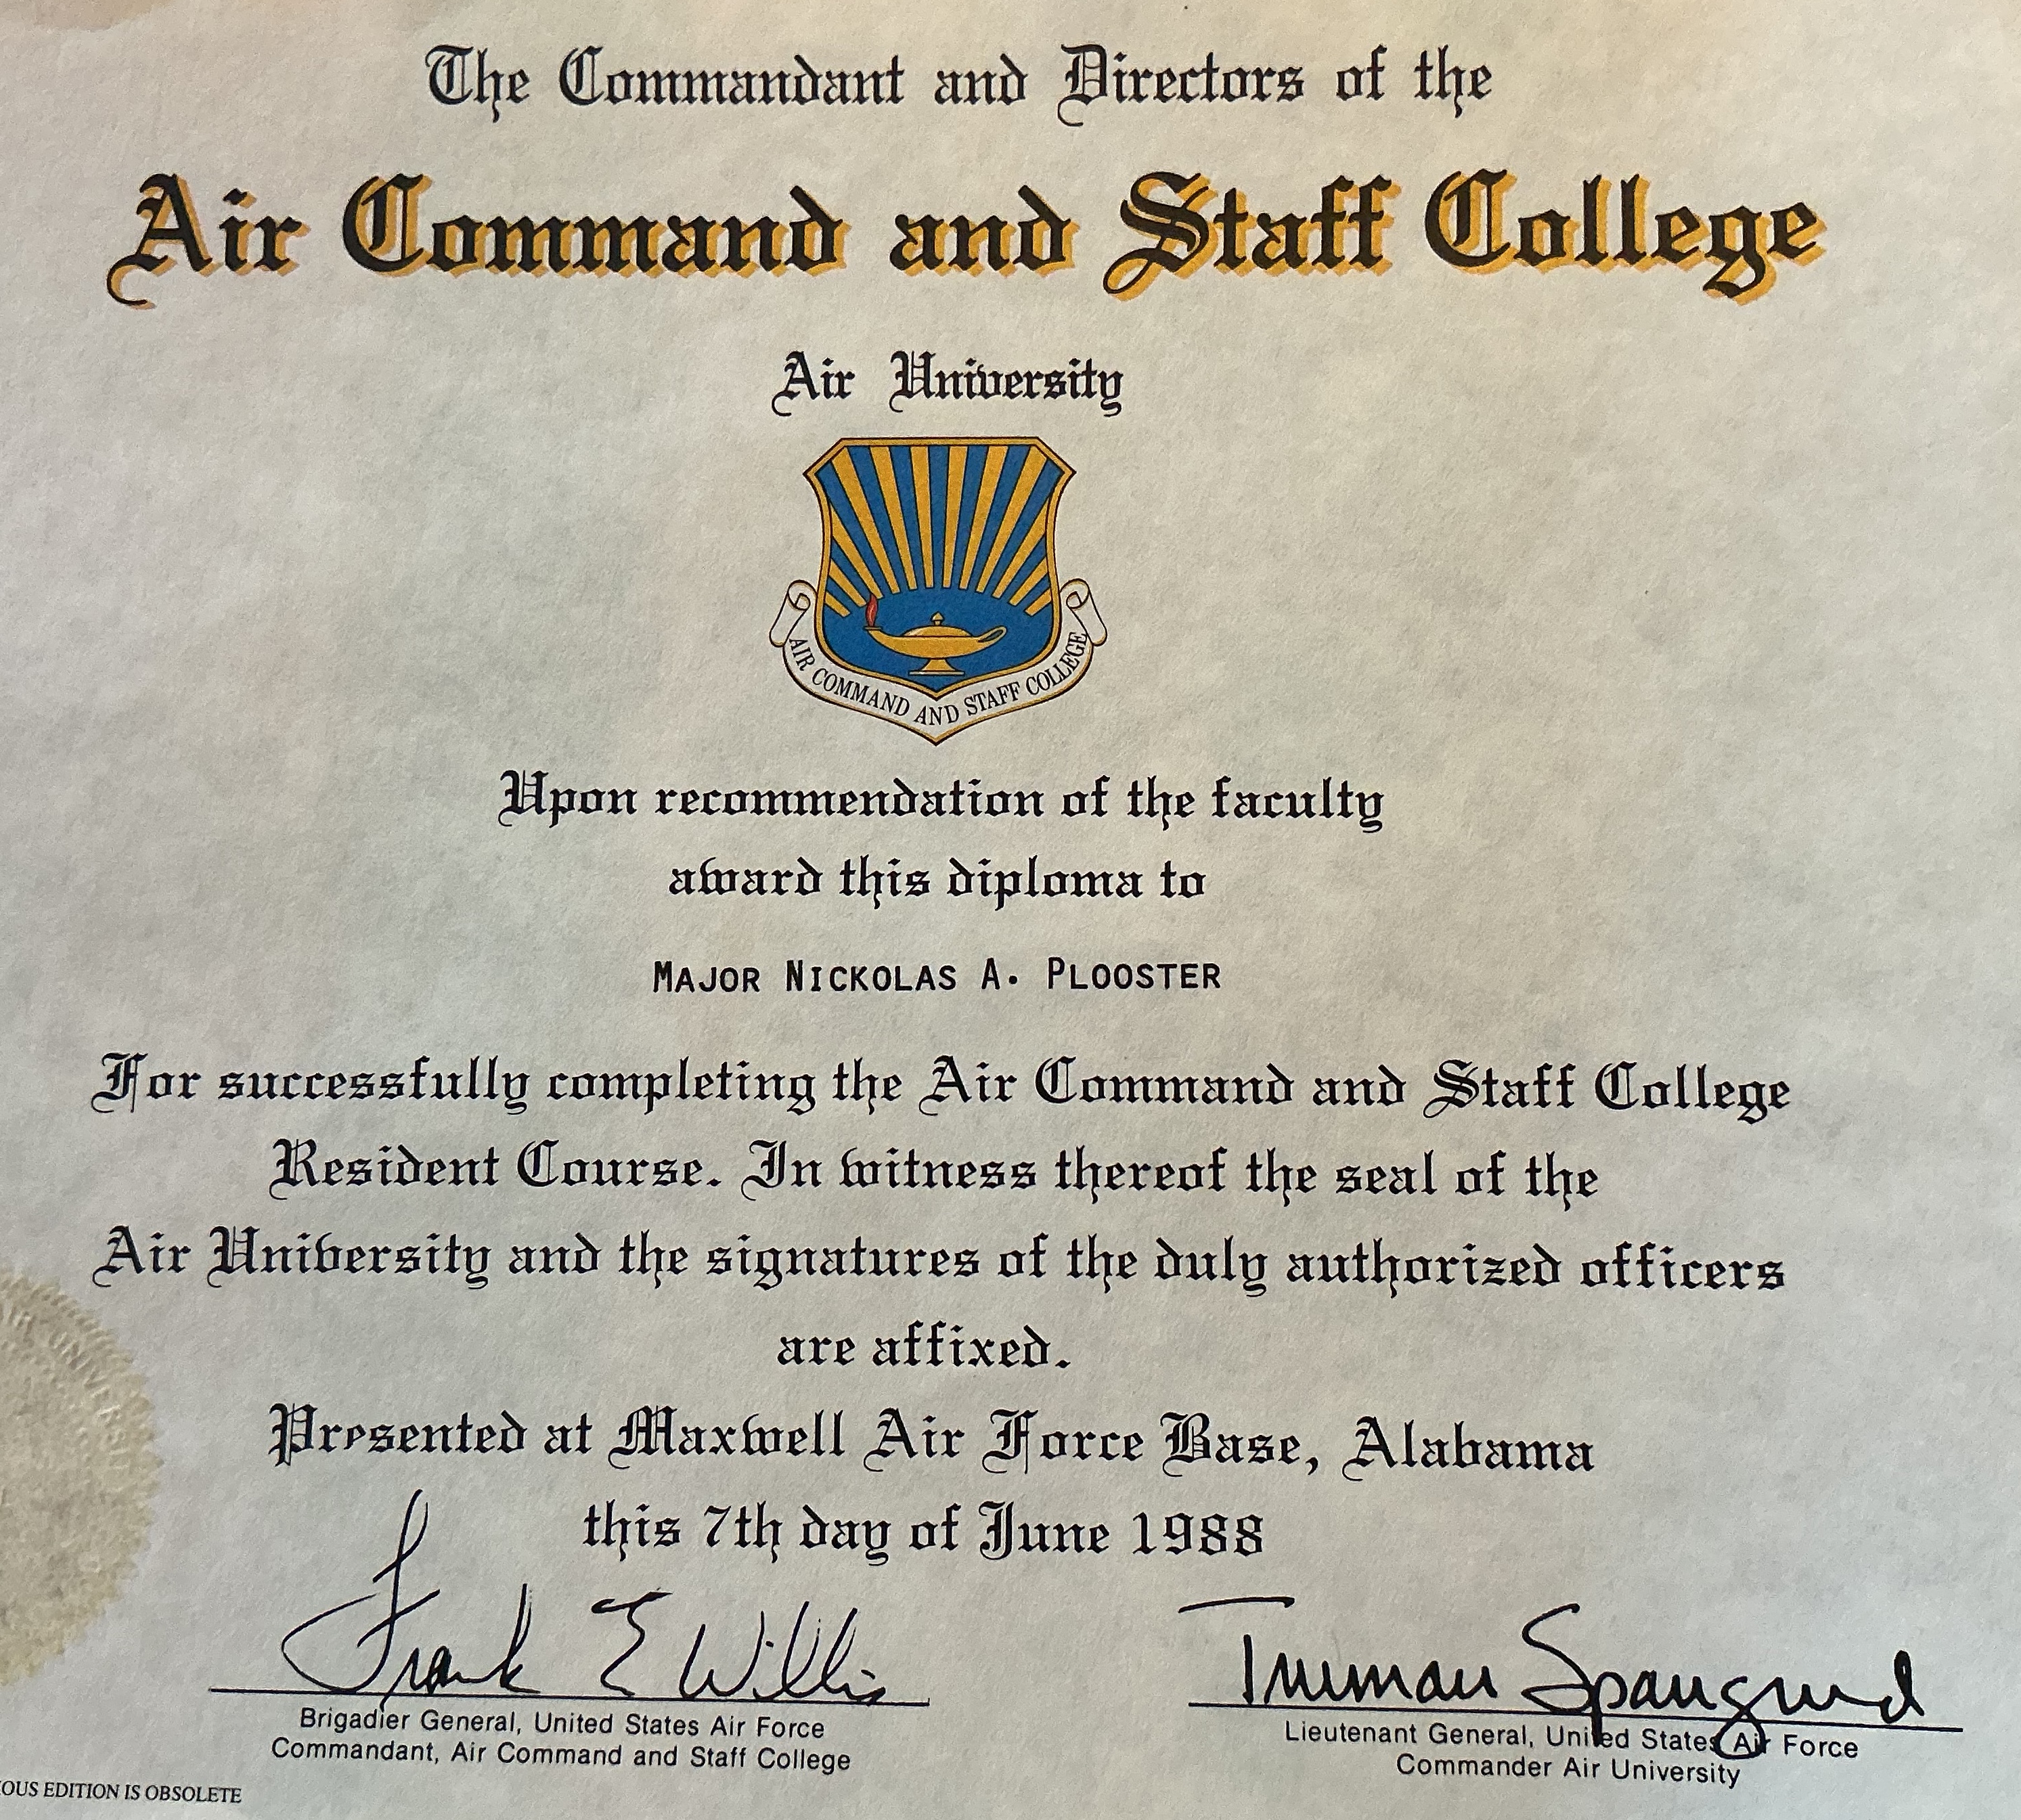 The Commandant and Directors of the
Air Command and Staff College
Air University
AIR COMMAND AND STAFF COLLEGE
Upon recommendation of the faculty
award this diploma to
MAJOR NICKOLAS A. PLOOSTER
For successfully completing the Air Command and Staff College
Resident Course. In witness thereof the seal of the
Air University and the signatures of the duly authorized officers
are affixed.
Presented at Maxwell Air Force Base, Alabama
this 7th day of June 1988
Frank E Willis
Brigadier General, United States Air Force
Commandant, Air Command and Staff College
Truman Spangrud
Lieutenant General, United States Air Force
Commander Air University
IOUS EDITION IS OBSOLETE